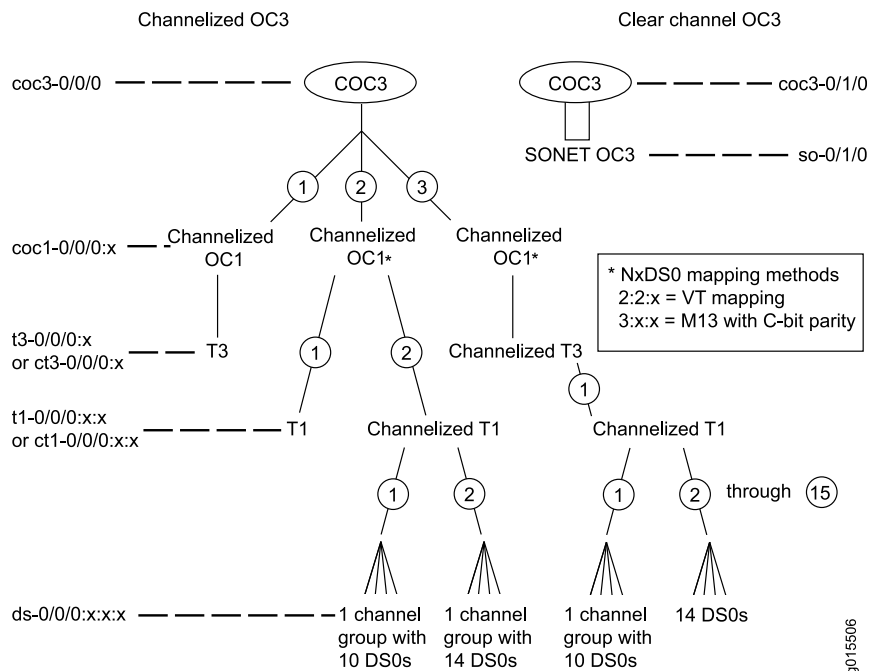 Channelized OC3
Clear channel OC3
coc3-0/0/0
COC3
COC3
coc3-0/1/0
SONET OC3
so-0/1/0
1
2
3
coc1-0/0/0:x
Channelized
OC1
Channelized
OC1*
Channelized
OC1*
* NxDS0 mapping methods
2:2:x = VT mapping
3:x:x = M13 with C-bit parity
t3-0/0/0:x
or ct3-0/0/0:x
T3
1
2
Channelized T3
1
t1-0/0/0:x:x
or ct1-0/0/0:x:x
T1
Channelized T1
Channelized T1
1
2
1
2
through
15
ds-0/0/0:x:x:x
1 channel
group with
10 DS0s
1 channel
group with
14 DS0s
1 channel
group with
10 DS0s
14 DS0s
g015506